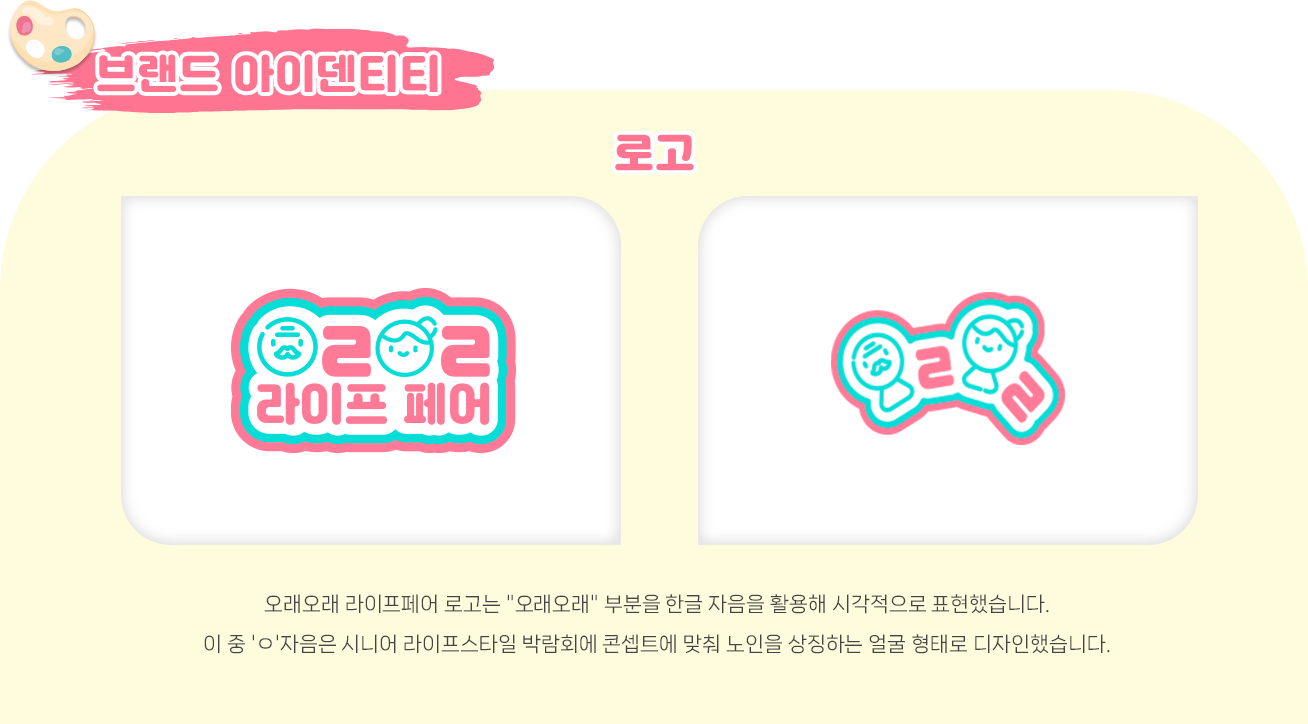 브랜드 아이덴티티
로고
ㅇㄹㅇㄹ
라이프 페어
ㅇㄹㅇㄹ
오래오래 라이프페어 로고는 "오래오래" 부분을 한글 자음을 활용해 시각적으로 표현했습니다.
이 중 'ㅇ'자음은 시니어 라이프스타일 박람회에 콘셉트에 맞춰 노인을 상징하는 얼굴 형태로 디자인했습니다.